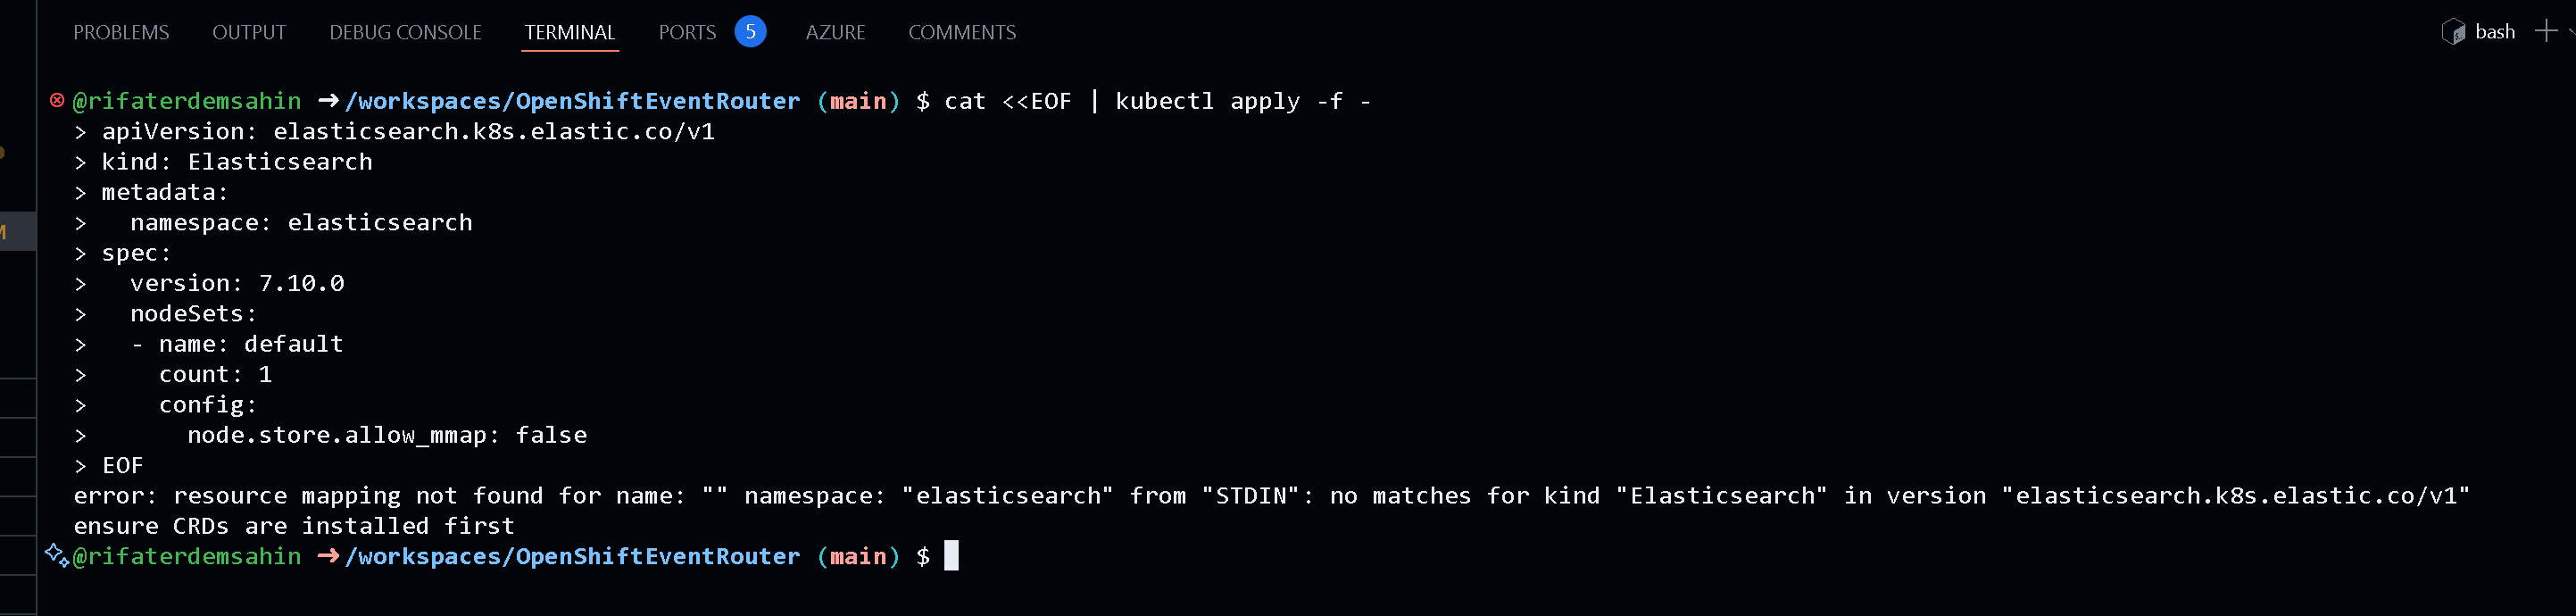 PROBLEMS OUTPUT DEBUG CONSOLE TERMINAL PORTS 5 AZURE COMMENTS bash
@rifaterdemsahin ➜ /workspaces/OpenShiftEventRouter (main) $ cat <<EOF | kubectl apply -f -
> apiVersion: elasticsearch.k8s.elastic.co/v1
> kind: Elasticsearch
> metadata:
>   namespace: elasticsearch
> spec:
>   version: 7.10.0
>   nodeSets:
>   - name: default
>     count: 1
>     config:
>       node.store.allow_mmap: false
> EOF
error: resource mapping not found for name: "" namespace: "elasticsearch" from "STDIN": no matches for kind "Elasticsearch" in version "elasticsearch.k8s.elastic.co/v1"
ensure CRDs are installed first
@rifaterdemsahin ➜ /workspaces/OpenShiftEventRouter (main) $